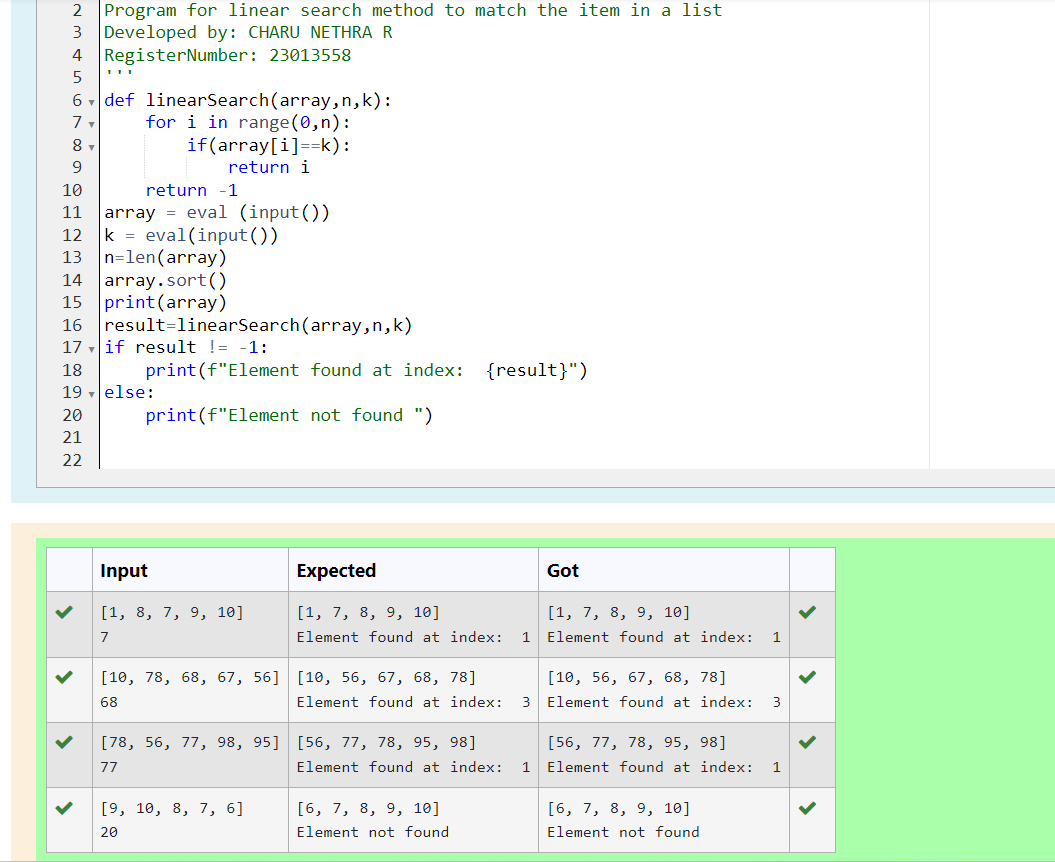 2 Program for linear search method to match the item in a list
3 Developed by: CHARU NETHRA R
4 RegisterNumber: 23013558
5 '''
6 def linearSearch(array,n,k):
7     for i in range(0,n):
8         if(array[i]==k):
9             return i
10     return -1
11 array = eval (input())
12 k = eval(input())
13 n=len(array)
14 array.sort()
15 print(array)
16 result=linearSearch(array,n,k)
17 if result != -1:
18     print(f"Element found at index:  {result}")
19 else:
20     print(f"Element not found ")
21
22
Input Expected Got
[1, 8, 7, 9, 10] [1, 7, 8, 9, 10] [1, 7, 8, 9, 10]
7 Element found at index:  1 Element found at index:  1
[10, 78, 68, 67, 56] [10, 56, 67, 68, 78] [10, 56, 67, 68, 78]
68 Element found at index:  3 Element found at index:  3
[78, 56, 77, 98, 95] [56, 77, 78, 95, 98] [56, 77, 78, 95, 98]
77 Element found at index:  1 Element found at index:  1
[9, 10, 8, 7, 6] [6, 7, 8, 9, 10] [6, 7, 8, 9, 10]
20 Element not found Element not found